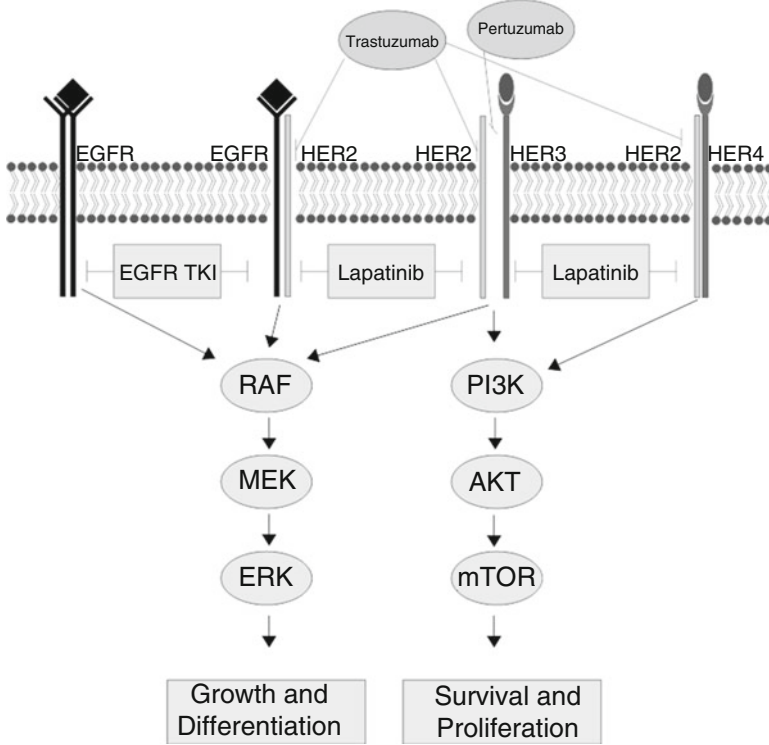 Trastuzumab
Pertuzumab
EGFR
EGFR
HER2
HER2
HER3
HER2
HER4
EGFR TKI
Lapatinib
Lapatinib
RAF
PI3K
MEK
AKT
ERK
mTOR
Growth and
Differentiation
Survival and
Proliferation